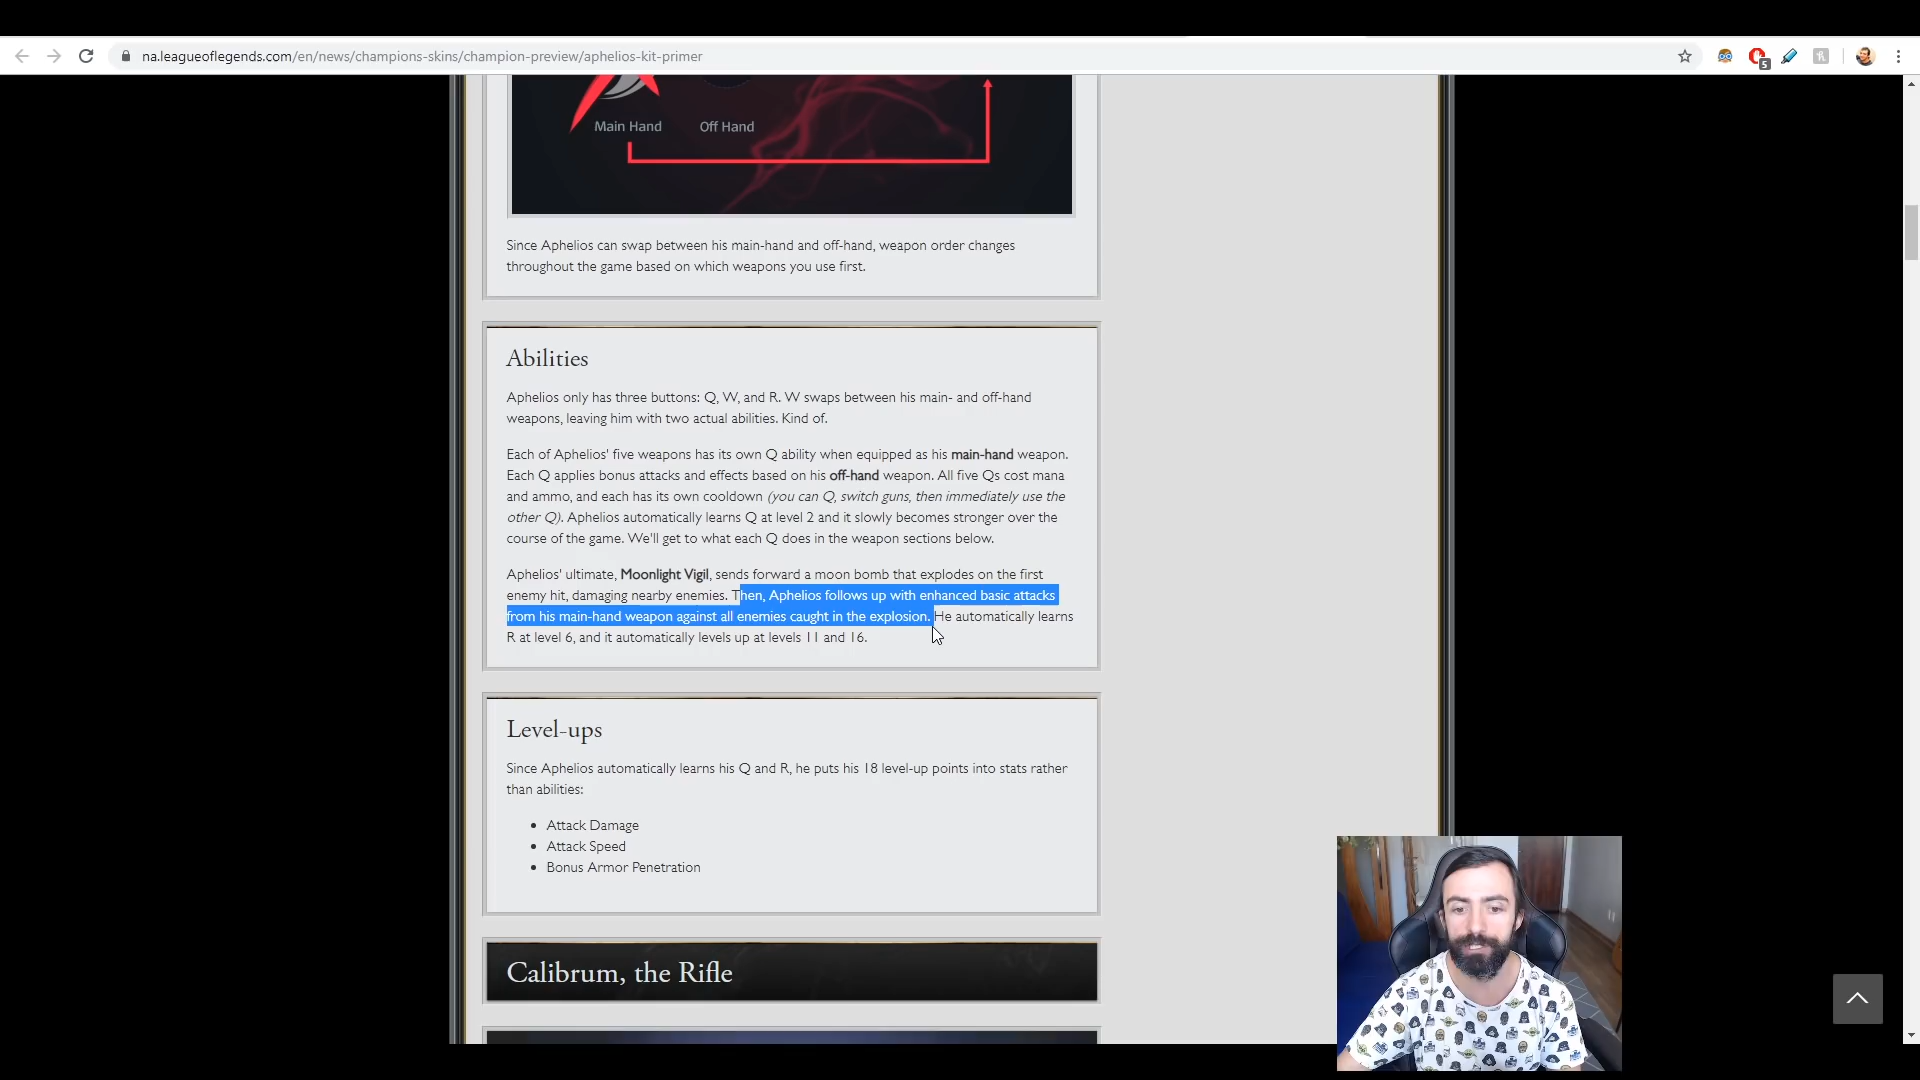 na.leagueoflegends.com/en/news/champions-skins/champion-preview/aphelios-kit-primer
5
Main Hand
Off Hand
Since Aphelios can swap between his main-hand and off-hand, weapon order changes
throughout the game based on which weapons you use first.
Abilities
Aphelios only has three buttons: Q, W, and R. W swaps between his main- and off-hand
weapons, leaving him with two actual abilities. Kind of.
Each of Aphelios' five weapons has its own Q ability when equipped as his main-hand weapon.
Each Q applies bonus attacks and effects based on his off-hand weapon. All five Qs cost mana
and ammo, and each has its own cooldown (you can Q, switch guns, then immediately use the
other Q). Aphelios automatically learns Q at level 2 and it slowly becomes stronger over the
course of the game. We'll get to what each Q does in the weapon sections below.
Aphelios' ultimate, Moonlight Vigil, sends forward a moon bomb that explodes on the first
enemy hit, damaging nearby enemies. Then, Aphelios follows up with enhanced basic attacks
from his main-hand weapon against all enemies caught in the explosion. He automatically learns
R at level 6, and it automatically levels up at levels 11 and 16.
Level-ups
Since Aphelios automatically learns his Q and R, he puts his 18 level-up points into stats rather
than abilities:
• Attack Damage
• Attack Speed
• Bonus Armor Penetration
Calibrum, the Rifle